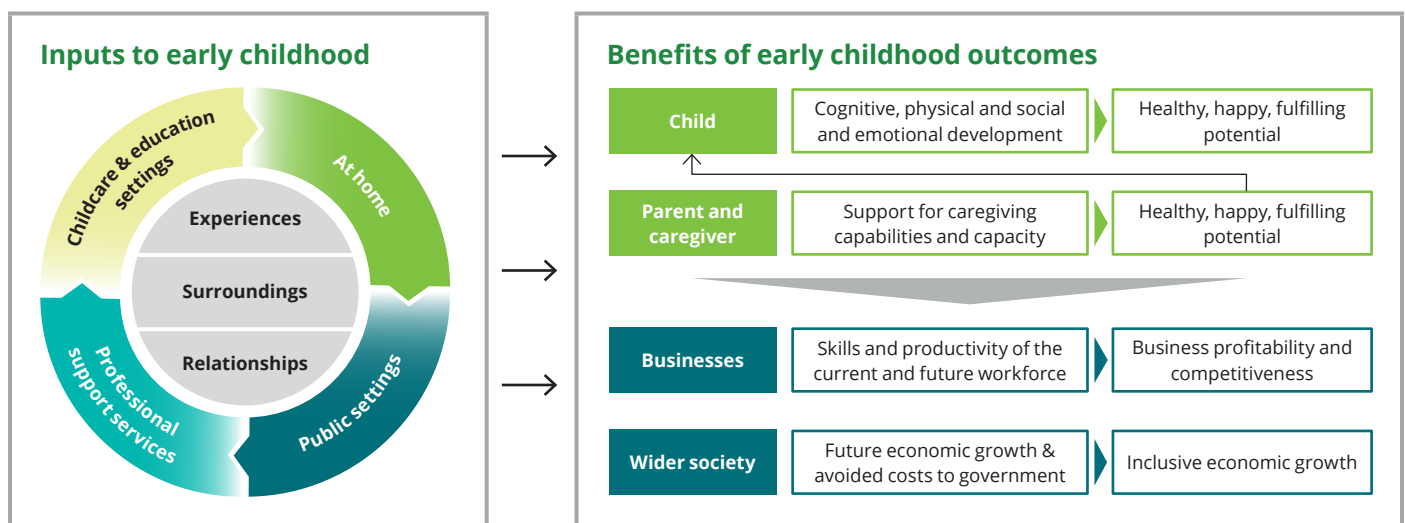 Inputs to early childhood
Childcare & education
settings
At home
Experiences
Surroundings
Relationships
Professional
support services
Public settings
Benefits of early childhood outcomes
Child
Cognitive, physical and social
and emotional development
Healthy, happy, fulfilling
potential
Parent and
caregiver
Support for caregiving
capabilities and capacity
Healthy, happy, fulfilling
potential
Businesses
Skills and productivity of the
current and future workforce
Business profitability and
competitiveness
Wider society
Future economic growth &
avoided costs to government
Inclusive economic growth